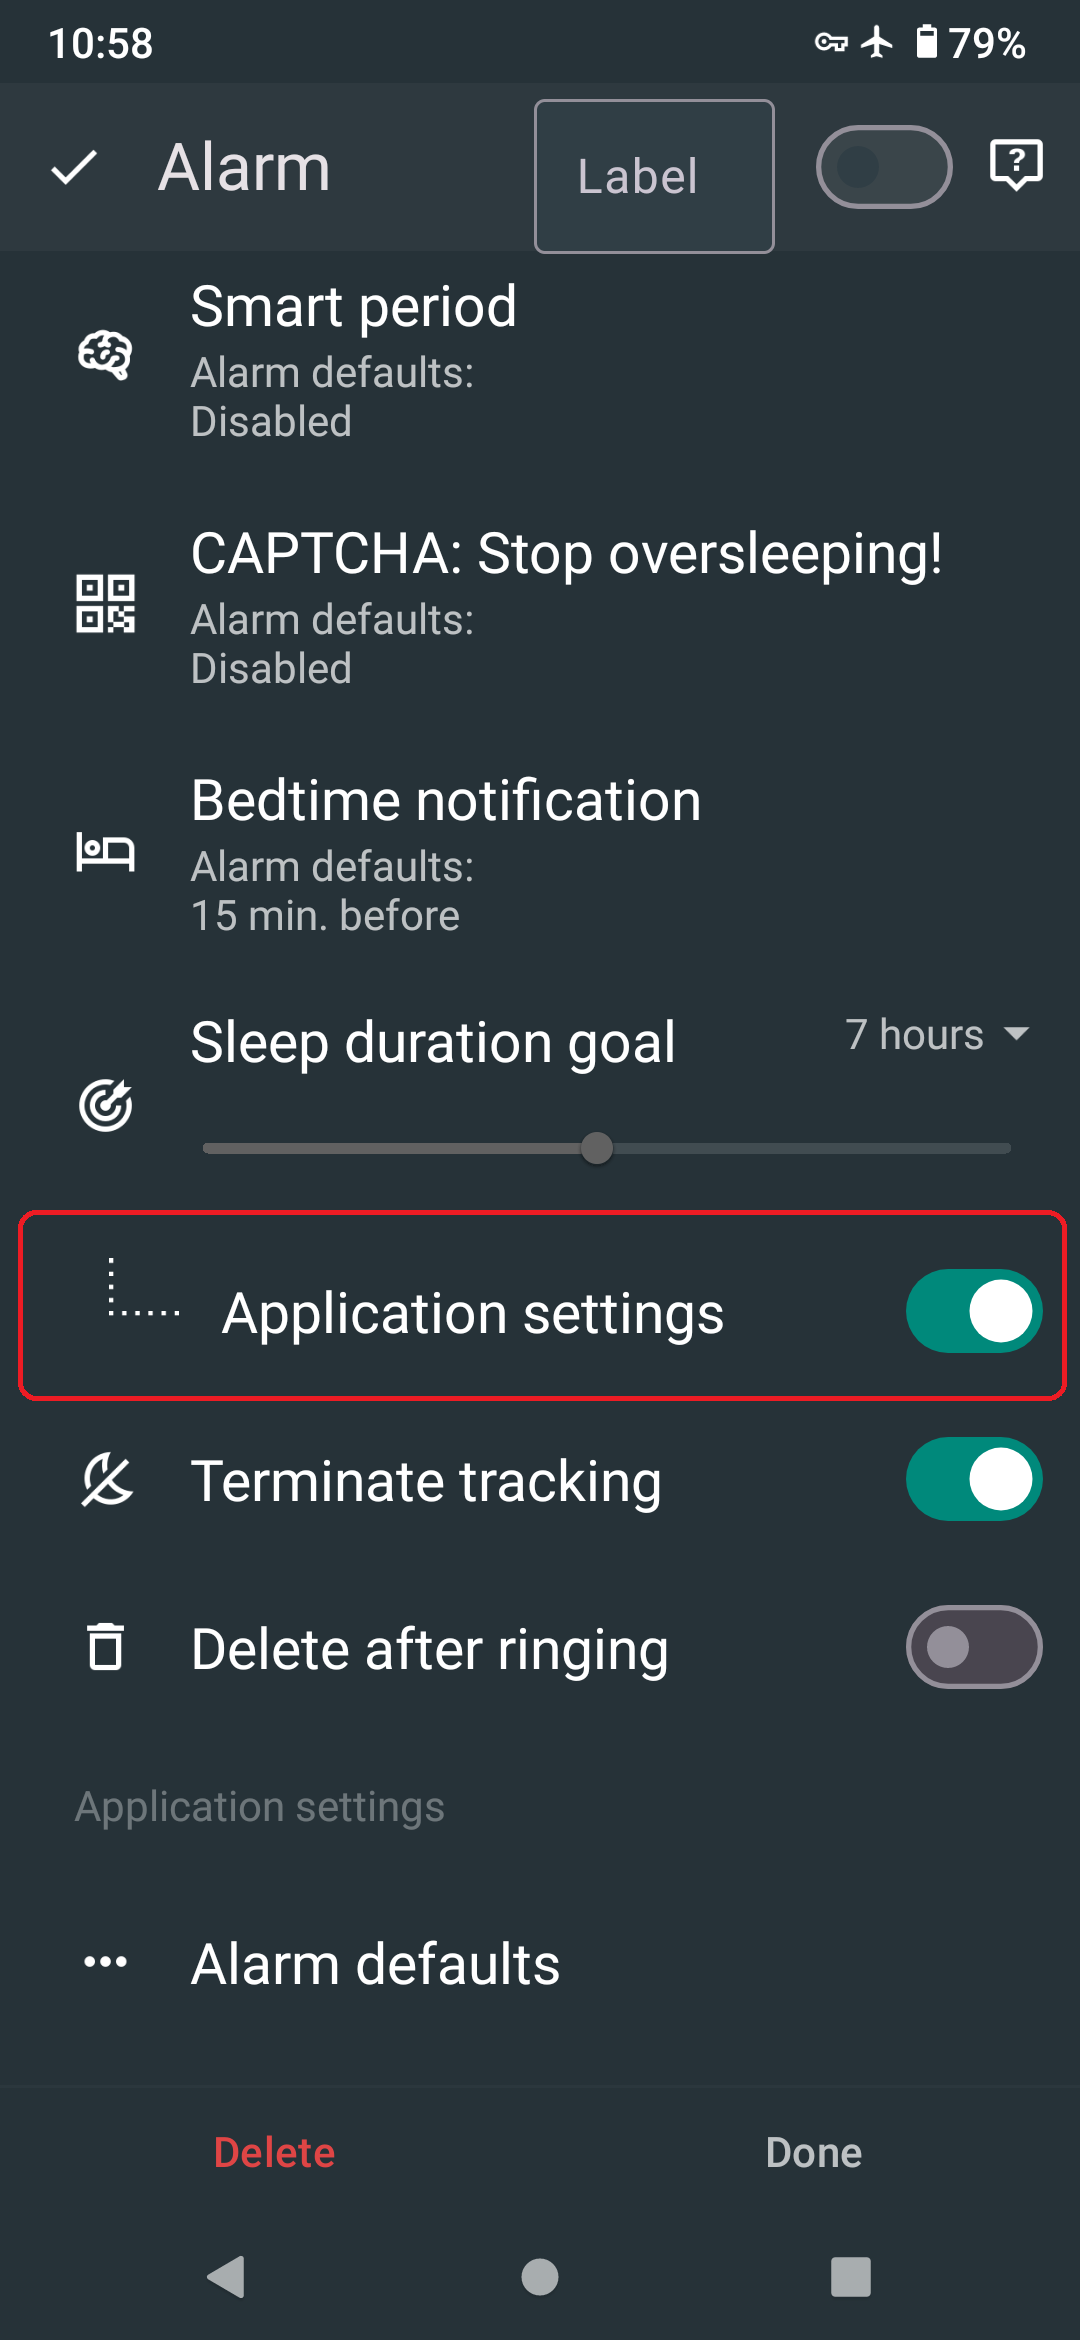 10:58
79%
Alarm
Label
?
Smart period
Alarm defaults:
Disabled
CAPTCHA: Stop oversleeping!
Alarm defaults:
Disabled
Bedtime notification
Alarm defaults:
15 min. before
Sleep duration goal
7 hours
Application settings
Terminate tracking
Delete after ringing
Application settings
Alarm defaults
Delete
Done